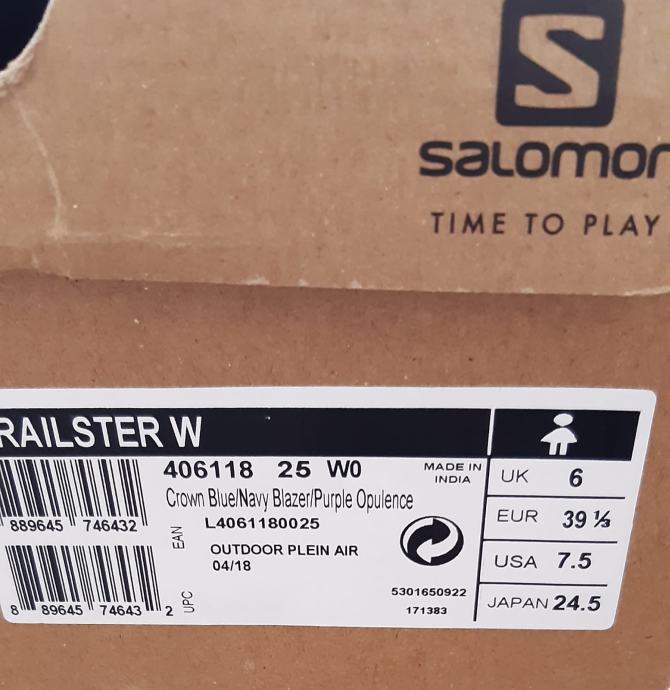 S
salomon
TIME TO PLAY
RAILSTER W
406118 25 W0
MADE IN
INDIA
Crown Blue/Navy Blazer/Purple Opulence
EAN
L4061180025
OUTDOOR PLEIN AIR
04/18
889645 746432
8 89645 74643 2
UPC
5301650922
171383
UK 6
EUR 39 ⅓
USA 7.5
JAPAN 24.5